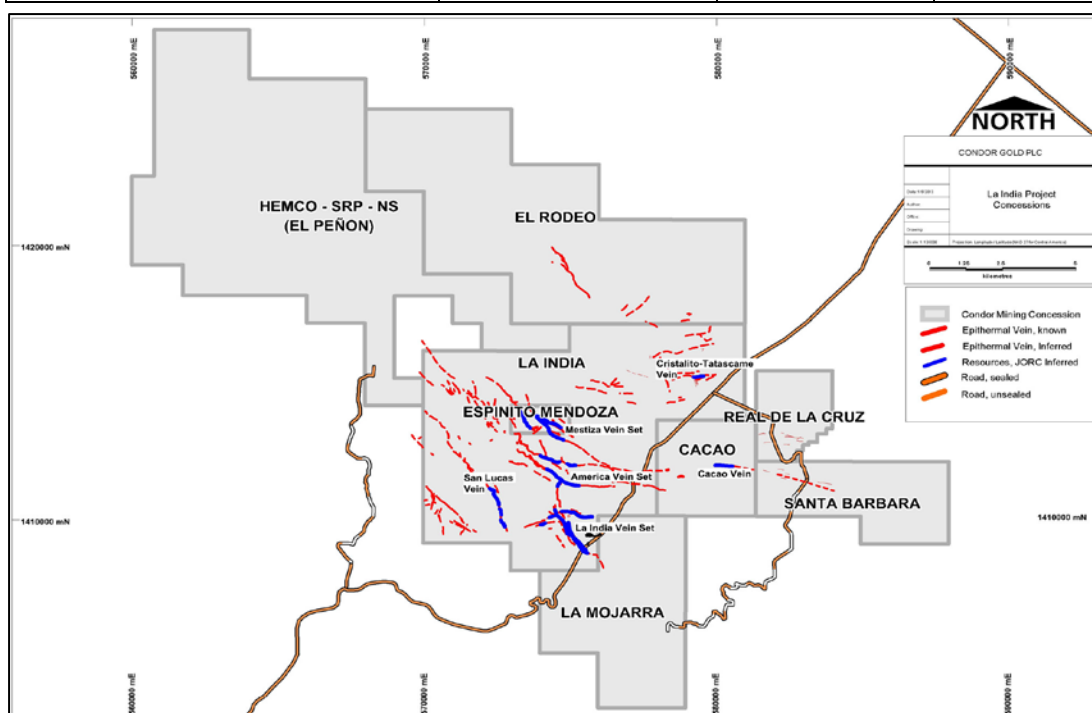 560000 mE
570000 mE
580000 mE
590000 mE
NORTH
CONDOR GOLD PLC
La India Project
Concessions
kilometres
Condor Mining Concession
Epithermal Vein, known
Epithermal Vein, Inferred
Resources, JORC Inferred
Road, sealed
Road, unsealed
HEMCO - SRP - NS
(EL PEÑON)
EL RODEO
1420000 mN
LA INDIA
Cristalito-Tatascame
Vein
ESPINITO MENDOZA
Mestiza Vein Set
REAL DE LA CRUZ
CACAO
San Lucas
Vein
America Vein Set
Cacao Vein
SANTA BARBARA
1410000 mN
La India Vein Set
1410000 mN
LA MOJARRA
560000 mE
570000 mE
580000 mE
590000 mE